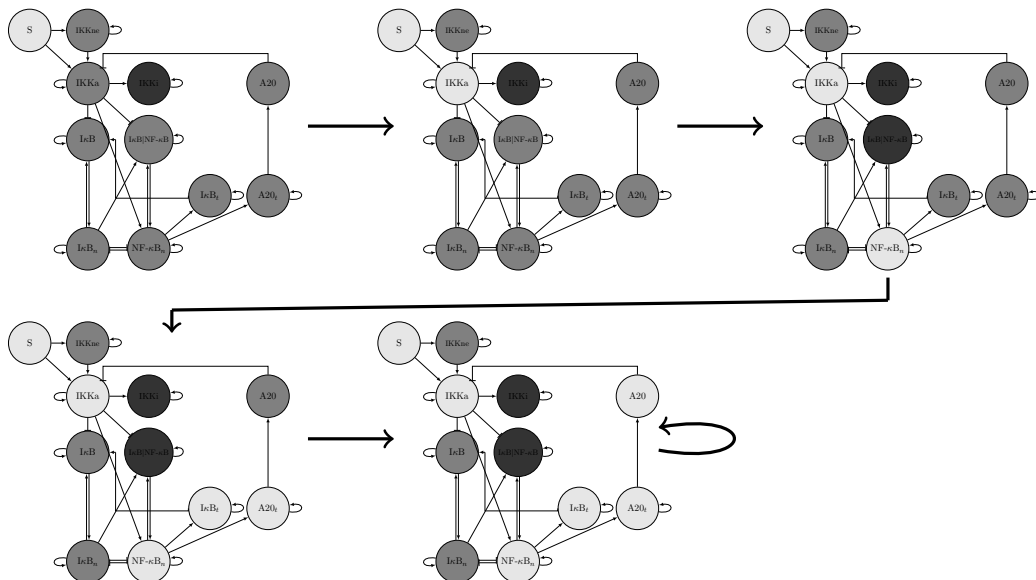 S
IKKne
IKKa
IKKi
A20
IκB
IκB|NF-κB
IκBₜ
A20ₜ
IκBₙ
NF-κBₙ
S
IKKne
IKKa
IKKi
A20
IκB
IκB|NF-κB
IκBₜ
A20ₜ
IκBₙ
NF-κBₙ
S
IKKne
IKKa
IKKi
A20
IκB
IκB|NF-κB
IκBₜ
A20ₜ
IκBₙ
NF-κBₙ
S
IKKne
IKKa
IKKi
A20
IκB
IκB|NF-κB
IκBₜ
A20ₜ
IκBₙ
NF-κBₙ
S
IKKne
IKKa
IKKi
A20
IκB
IκB|NF-κB
IκBₜ
A20ₜ
IκBₙ
NF-κBₙ